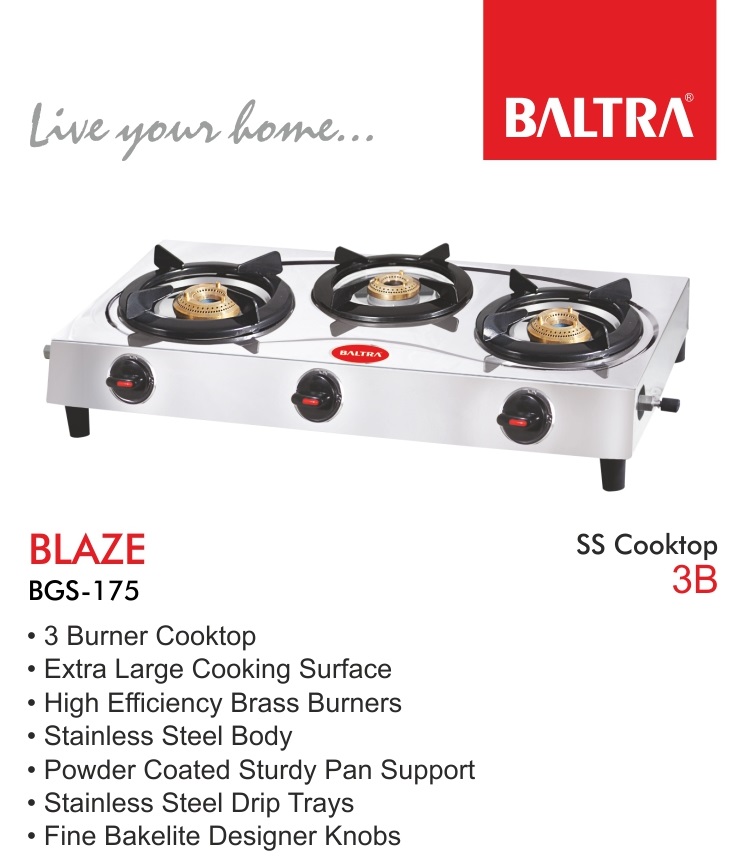 Live your home...
BALTRA®
BALTRA
BLAZE
BGS-175
SS Cooktop
3B
• 3 Burner Cooktop
• Extra Large Cooking Surface
• High Efficiency Brass Burners
• Stainless Steel Body
• Powder Coated Sturdy Pan Support
• Stainless Steel Drip Trays
• Fine Bakelite Designer Knobs